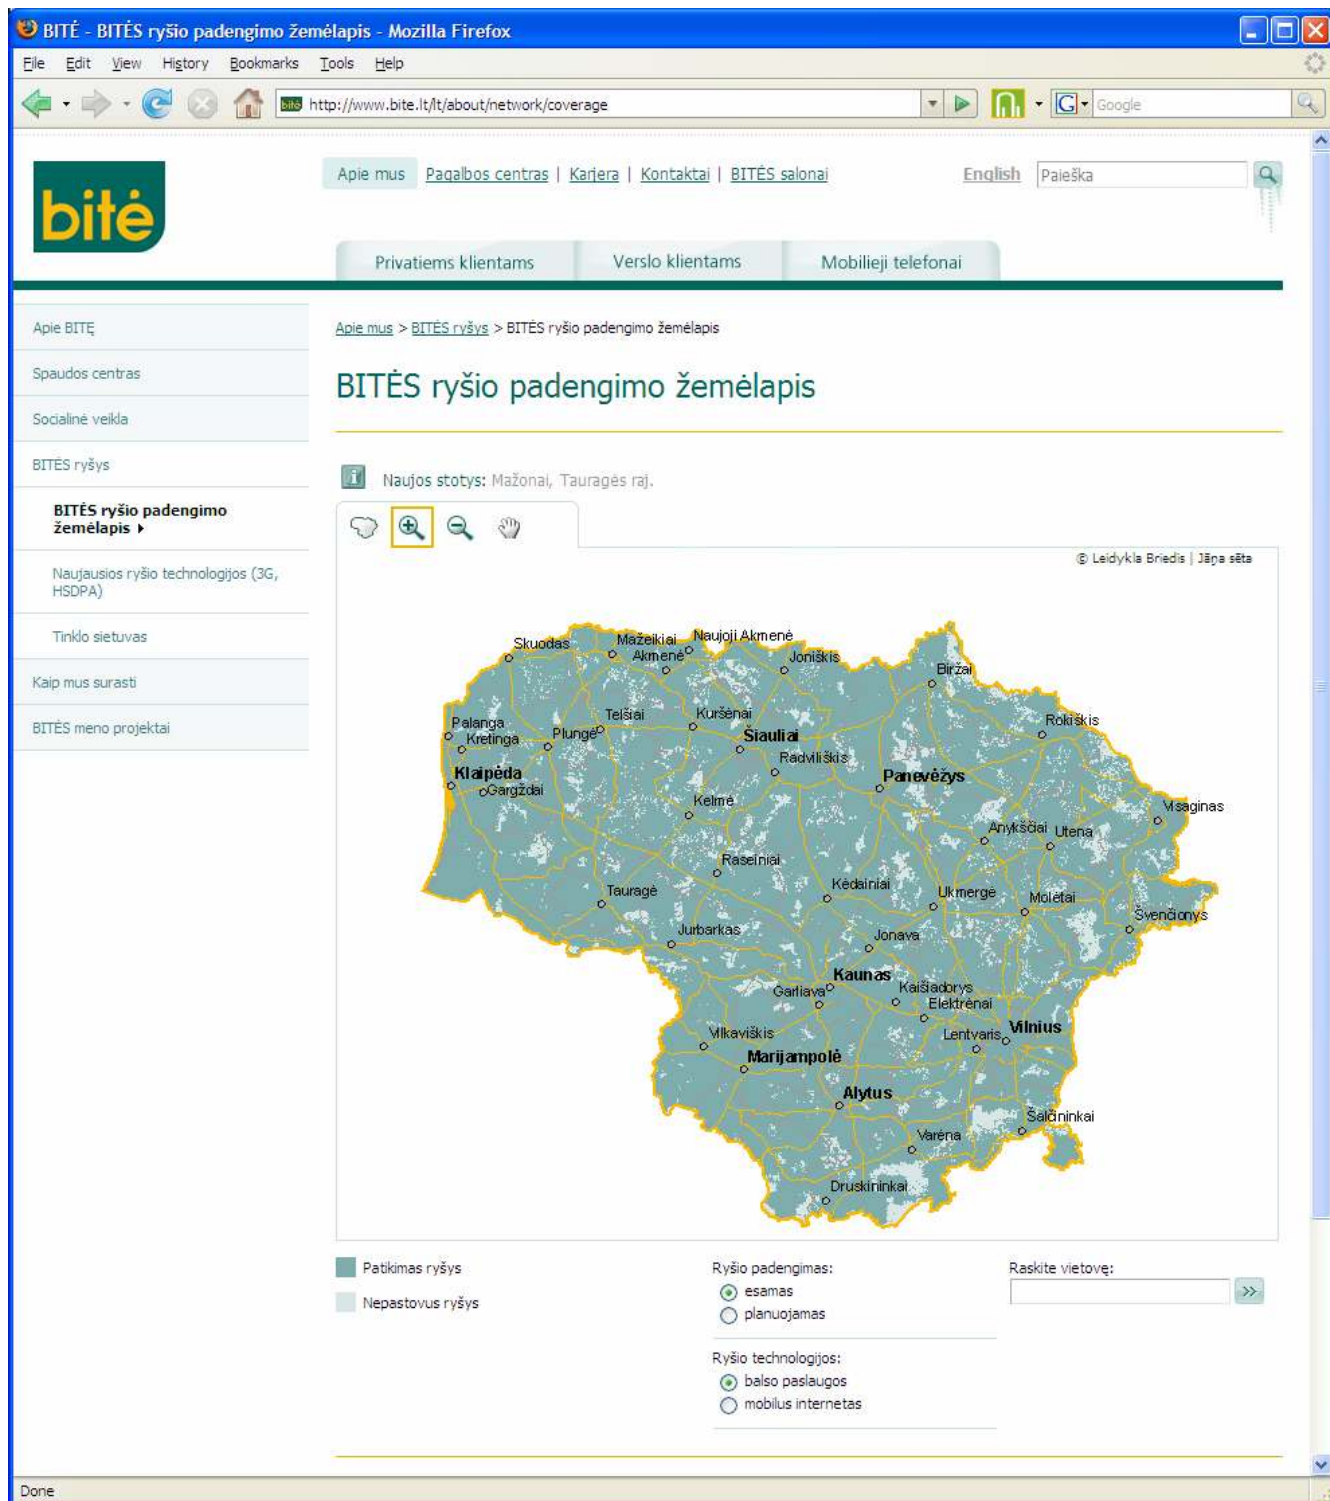 BITĖ - BITĖS ryšio padengimo žemėlapis - Mozilla Firefox
File Edit View History Bookmarks Tools Help
bitė http://www.bite.lt/lt/about/network/coverage G Google
bitė
Apie mus Pagalbos centras | Karjera | Kontaktai | BITĖS salonai English Paieška
Privatiems klientams Verslo klientams Mobilieji telefonai
Apie BITĘ
Spaudos centras
Socialinė veikla
BITĖS ryšys
BITĖS ryšio padengimo
žemėlapis
Naujausios ryšio technologijos (3G,
HSDPA)
Tinklo sietuvas
Kaip mus surasti
BITĖS meno projektai
Apie mus > BITĖS ryšys > BITĖS ryšio padengimo žemėlapis
BITĖS ryšio padengimo žemėlapis
i Naujos stotys: Mažonai, Tauragės raj.
© Leidykla Briedis | Jāņa sēta
Skuodas Mažeikiai Naujoji Akmenė
Akmenė Joniškis
Biržai
Palanga Telšiai Kuršėnai Rokiškis
Kretinga Plungė Šiauliai
Radviliškis
Klaipėda Panevėžys
Gargždai
Kelmė Visaginas
Anykščiai Utena
Raseiniai
Tauragė Kėdainiai Ukmergė Molėtai
Švenčionys
Jurbarkas Jonava
Kaunas
Garliava Kaišiadorys
Elektrėnai
Vilkaviškis Lentvaris Vilnius
Marijampolė
Alytus
Šalčininkai
Varėna
Druskininkai
Patikimas ryšys
Nepastovus ryšys
Ryšio padengimas:
esamas
planuojamas
Ryšio technologijos:
balso paslaugos
mobilus internetas
Raskite vietovę:
>>
Done